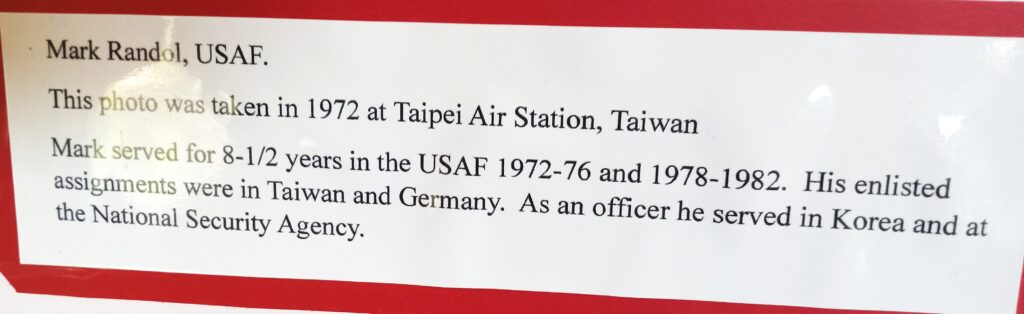 Mark Randol, USAF.
This photo was taken in 1972 at Taipei Air Station, Taiwan
Mark served for 8-1/2 years in the USAF 1972-76 and 1978-1982.  His enlisted
assignments were in Taiwan and Germany.  As an officer he served in Korea and at
the National Security Agency.